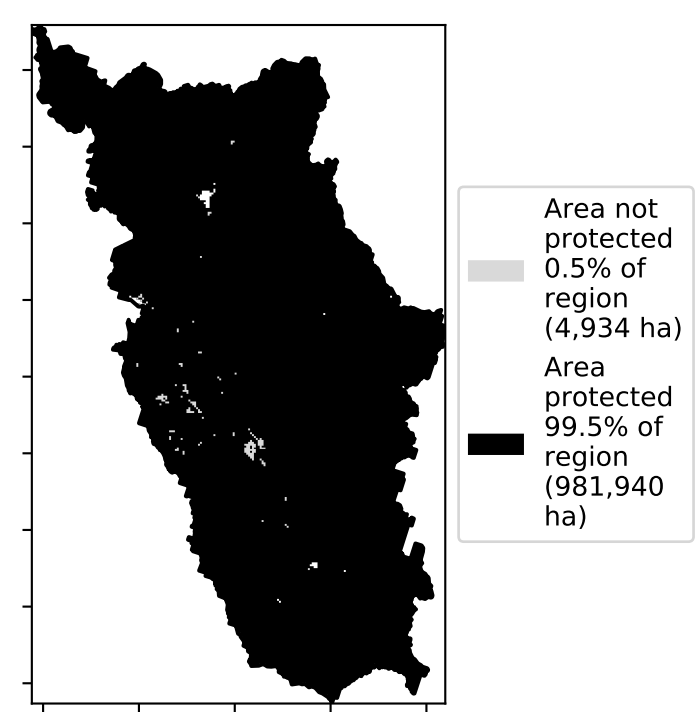 Area not
protected
0.5% of
region
(4,934 ha)
Area
protected
99.5% of
region
(981,940
ha)